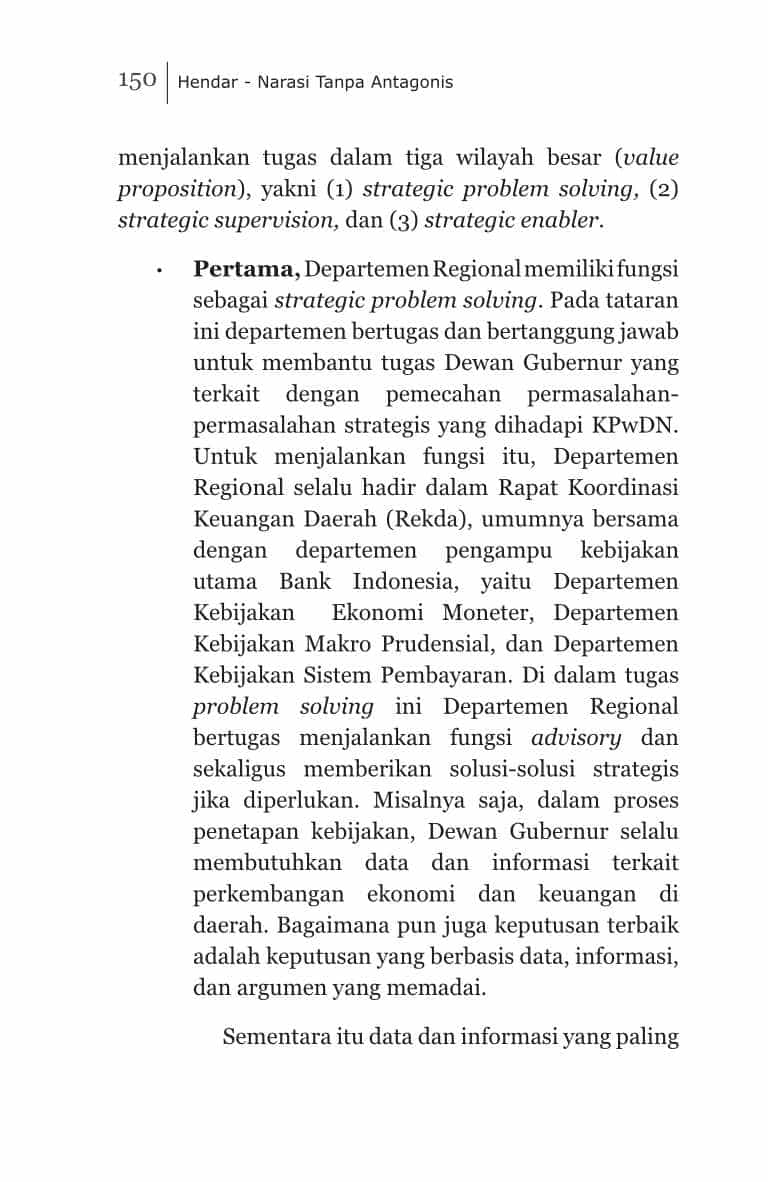 150 Hendar - Narasi Tanpa Antagonis
menjalankan tugas dalam tiga wilayah besar (value
proposition), yakni (1) strategic problem solving, (2)
strategic supervision, dan (3) strategic enabler.
• Pertama, Departemen Regional memiliki fungsi
sebagai strategic problem solving. Pada tataran
ini departemen bertugas dan bertanggung jawab
untuk membantu tugas Dewan Gubernur yang
terkait dengan pemecahan permasalahan-
permasalahan strategis yang dihadapi KPwDN.
Untuk menjalankan fungsi itu, Departemen
Regi0nal selalu hadir dalam Rapat Koordinasi
Keuangan Daerah (Rekda), umumnya bersama
dengan departemen pengampu kebijakan
utama Bank Indonesia, yaitu Departemen
Kebijakan Ekonomi Moneter, Departemen
Kebijakan Makro Prudensial, dan Departemen
Kebijakan Sistem Pembayaran. Di dalam tugas
problem solving ini Departemen Regional
bertugas menjalankan fungsi advisory dan
sekaligus memberikan solusi-solusi strategis
jika diperlukan. Misalnya saja, dalam proses
penetapan kebijakan, Dewan Gubernur selalu
membutuhkan data dan informasi terkait
perkembangan ekonomi dan keuangan di
daerah. Bagaimana pun juga keputusan terbaik
adalah keputusan yang berbasis data, informasi,
dan argumen yang memadai.
Sementara itu data dan informasi yang paling